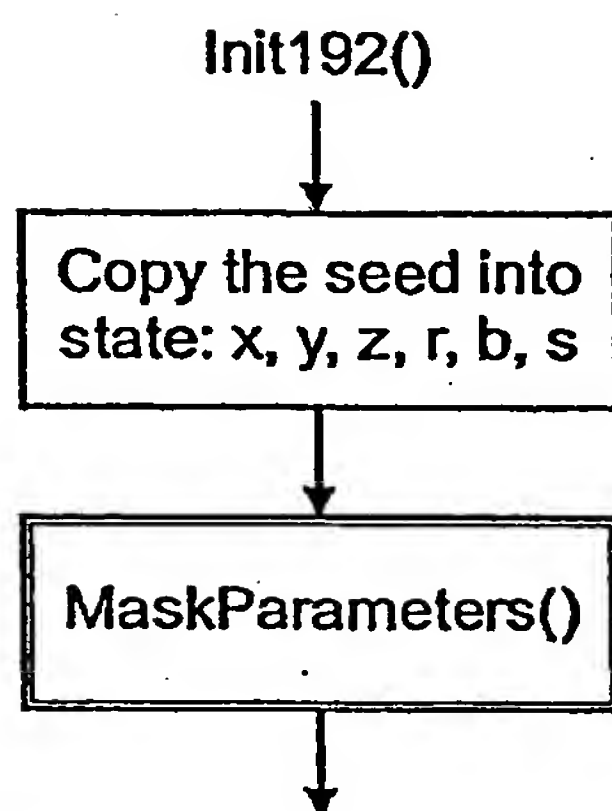 Init192()
Copy the seed into
state: x, y, z, r, b, s
MaskParameters()